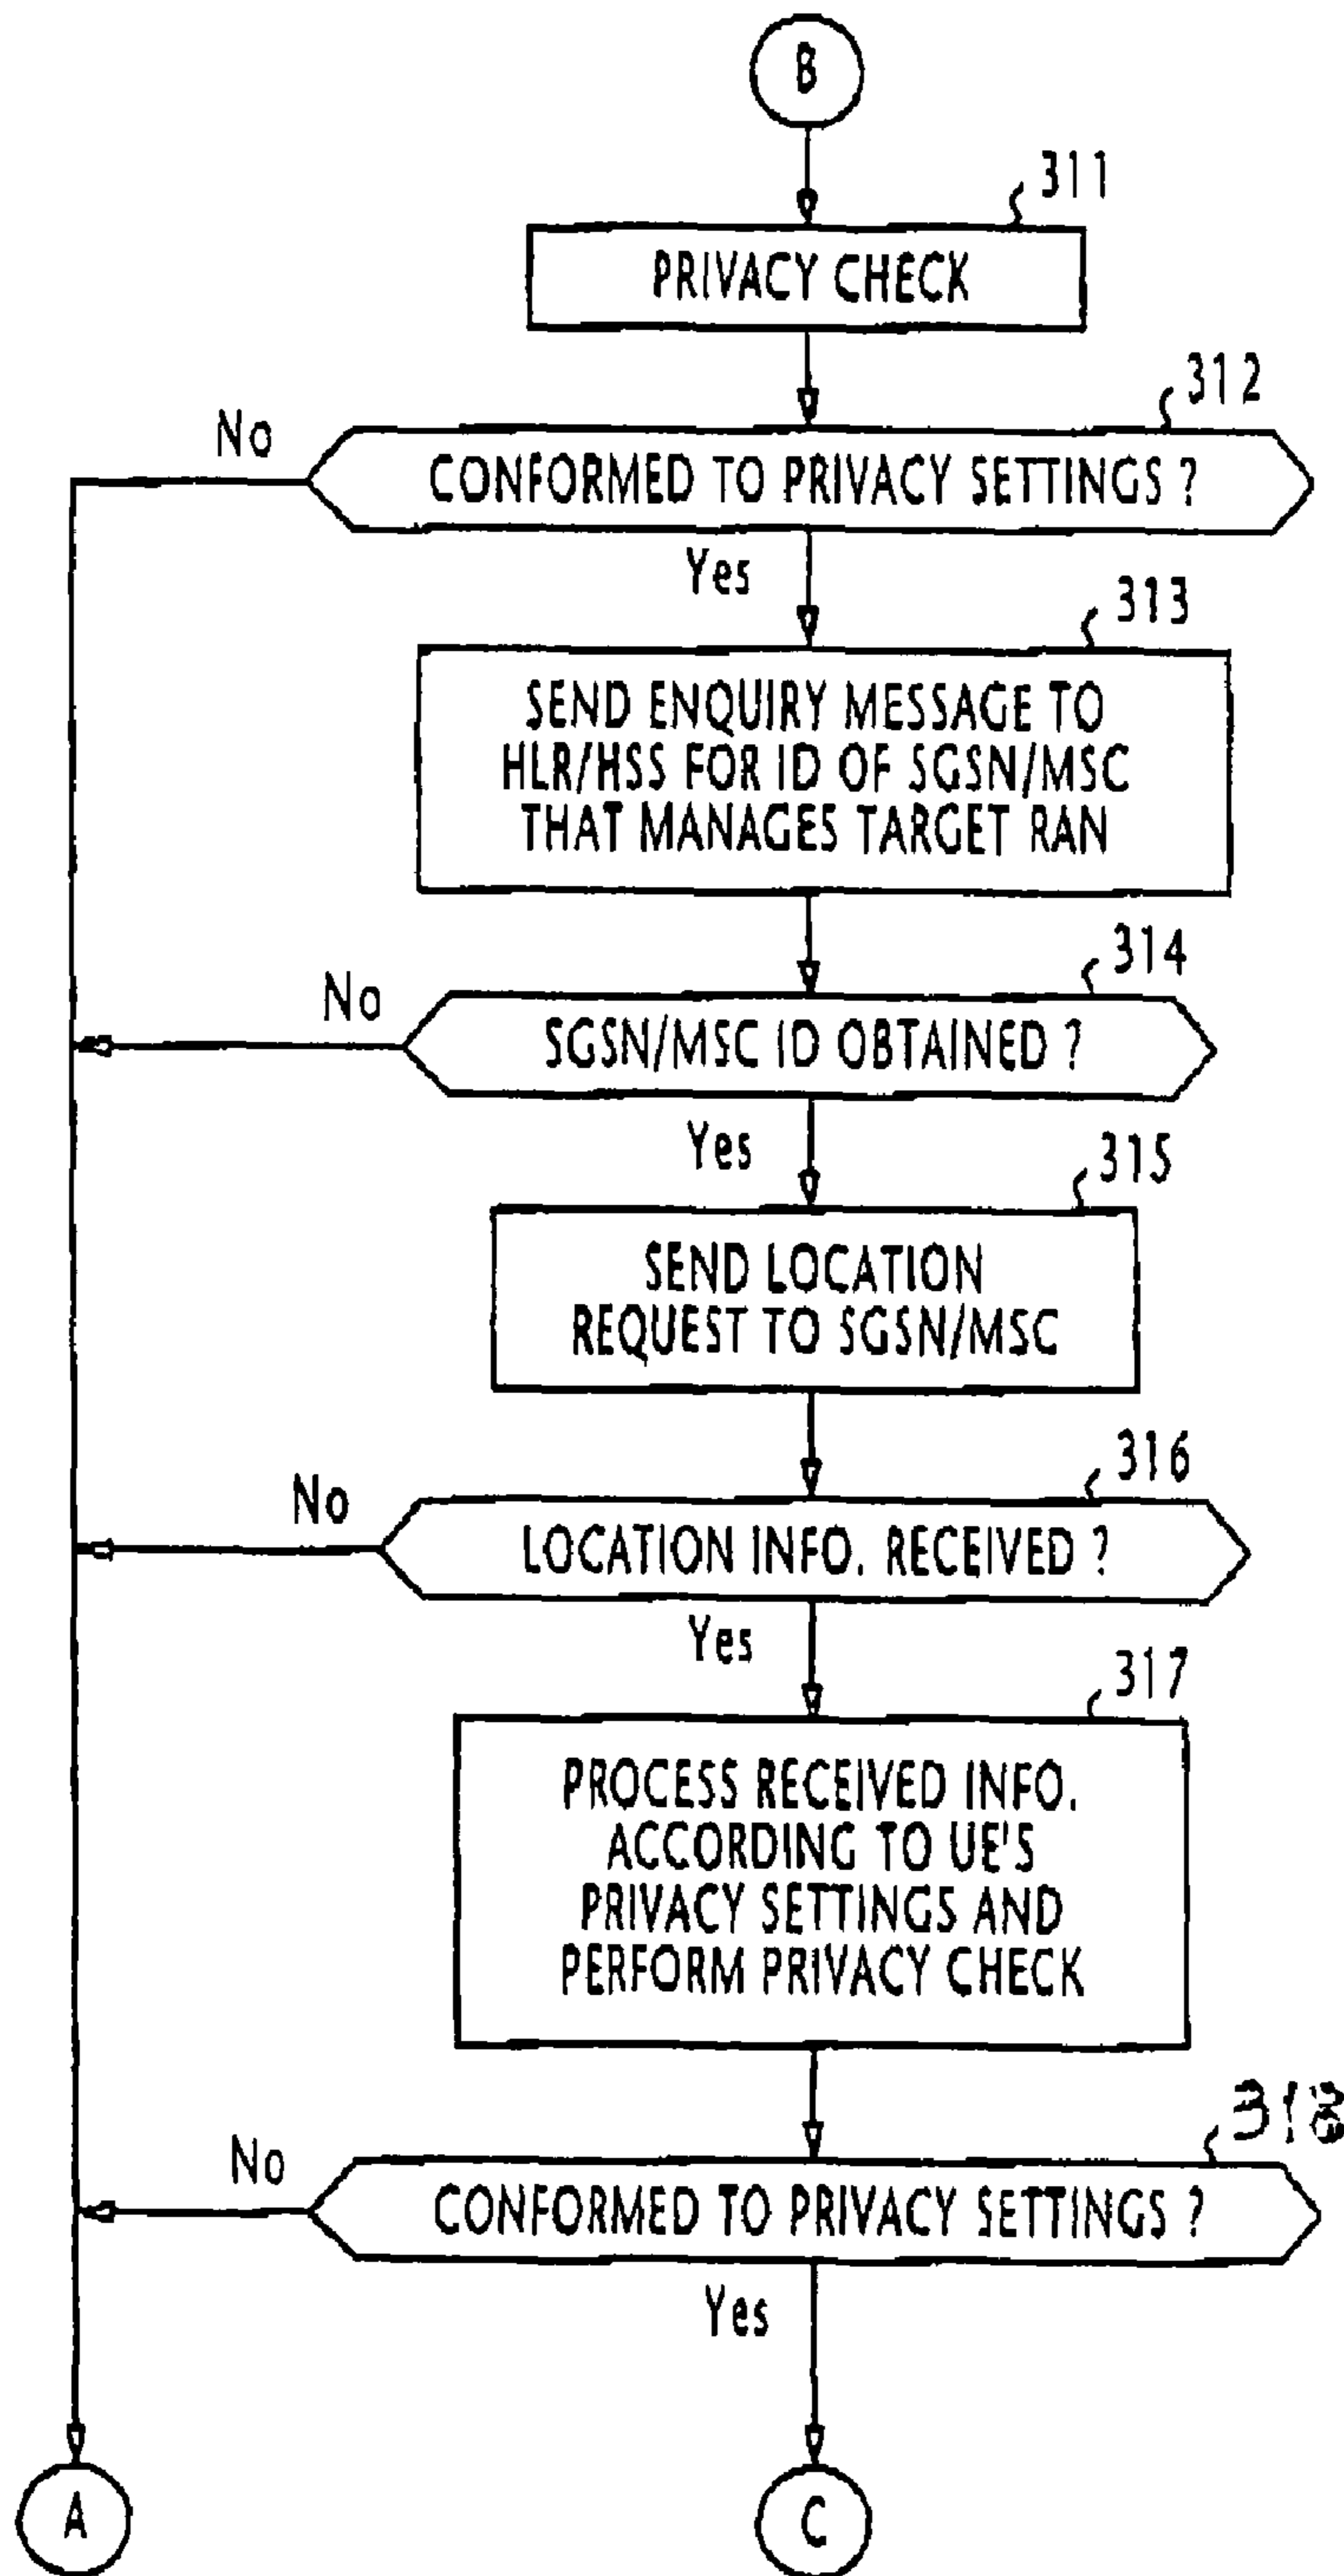 B
311
PRIVACY CHECK
312
No
CONFORMED TO PRIVACY SETTINGS ?
Yes
313
SEND ENQUIRY MESSAGE TO
HLR/HSS FOR ID OF SGSN/MSC
THAT MANAGES TARGET RAN
314
No
SGSN/MSC ID OBTAINED ?
Yes
315
SEND LOCATION
REQUEST TO SGSN/MSC
316
No
LOCATION INFO. RECEIVED ?
Yes
317
PROCESS RECEIVED INFO.
ACCORDING TO UE'S
PRIVACY SETTINGS AND
PERFORM PRIVACY CHECK
318
No
CONFORMED TO PRIVACY SETTINGS ?
Yes
A
C